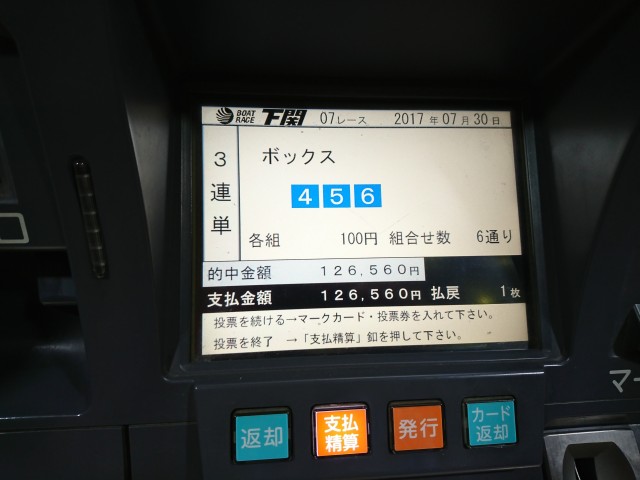 BOAT RACE 下関 07レース 2017年07月30日
3連単
ボックス
4 5 6
各組 100円 組合せ数 6通り
的中金額 126,560円
支払金額 126,560円 払戻 1枚
投票を続ける→マークカード・投票券を入れて下さい。
投票を終了 →「支払精算」釦を押して下さい。
マー
返却
支払精算
発行
カード返却